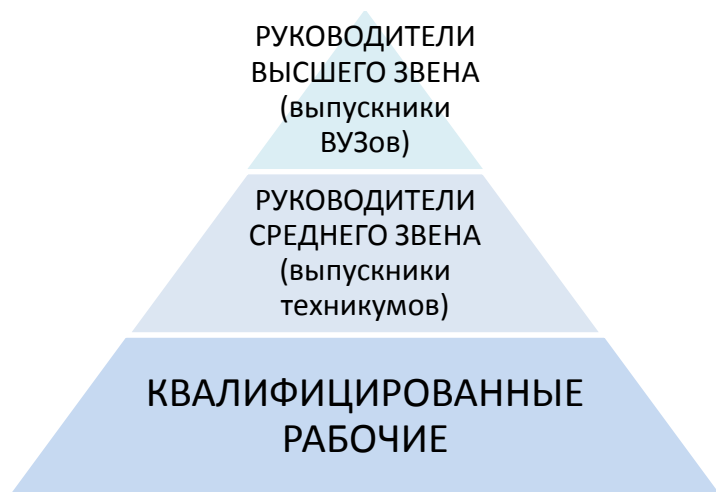 РУКОВОДИТЕЛИ
ВЫСШЕГО ЗВЕНА
(выпускники
ВУЗов)
РУКОВОДИТЕЛИ
СРЕДНЕГО ЗВЕНА
(выпускники
техникумов)
КВАЛИФИЦИРОВАННЫЕ
РАБОЧИЕ